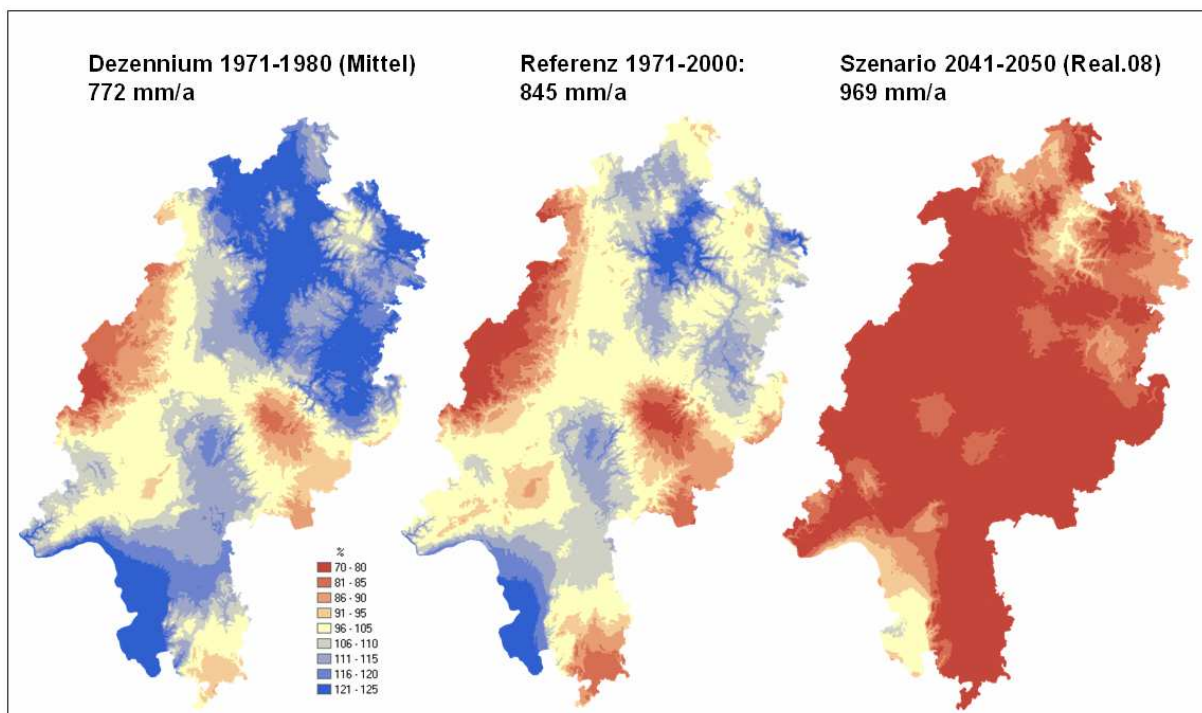 Dezennium 1971-1980 (Mittel)
772 mm/a
Referenz 1971-2000:
845 mm/a
Szenario 2041-2050 (Real.08)
969 mm/a
%
70 - 80
81 - 85
86 - 90
91 - 95
96 - 105
106 - 110
111 - 115
116 - 120
121 - 125